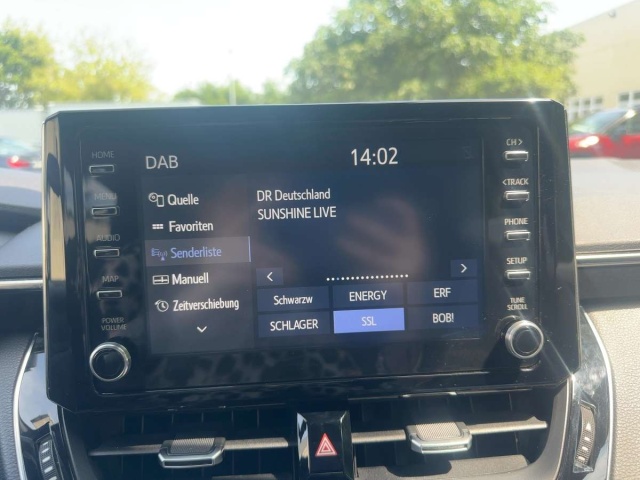 DAB
14:02
HOME
MENU
AUDIO
MAP
POWER
VOLUME
Quelle
Favoriten
Senderliste
Manuell
Zeitverschiebung
DR Deutschland
SUNSHINE LIVE
Schwarzw
ENERGY
ERF
SCHLAGER
SSL
BOB!
CH>
<TRACK
PHONE
SETUP
TUNE
SCROLL